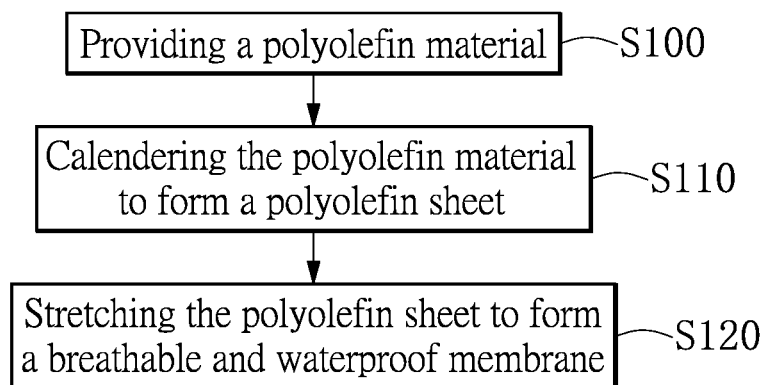 Providing a polyolefin material S100
Calendering the polyolefin material
to form a polyolefin sheet S110
Stretching the polyolefin sheet to form
a breathable and waterproof membrane S120